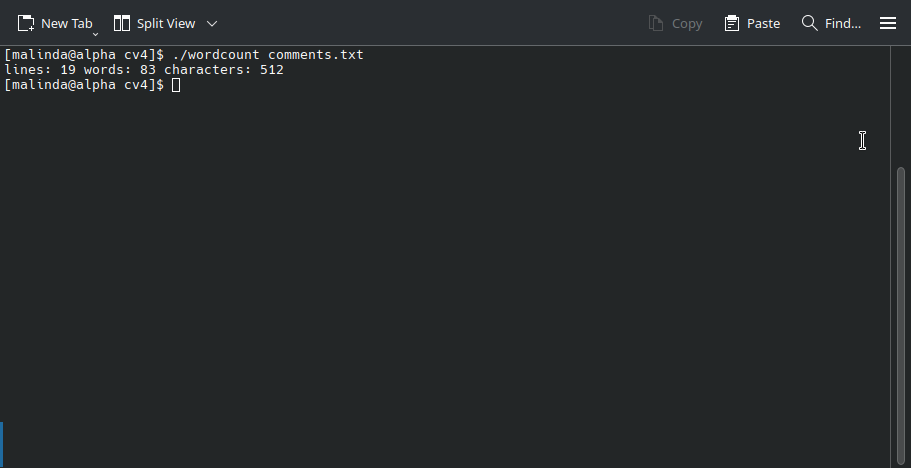 New Tab Split View Copy Paste Find...
[malinda@alpha cv4]$ ./wordcount comments.txt
lines: 19 words: 83 characters: 512
[malinda@alpha cv4]$